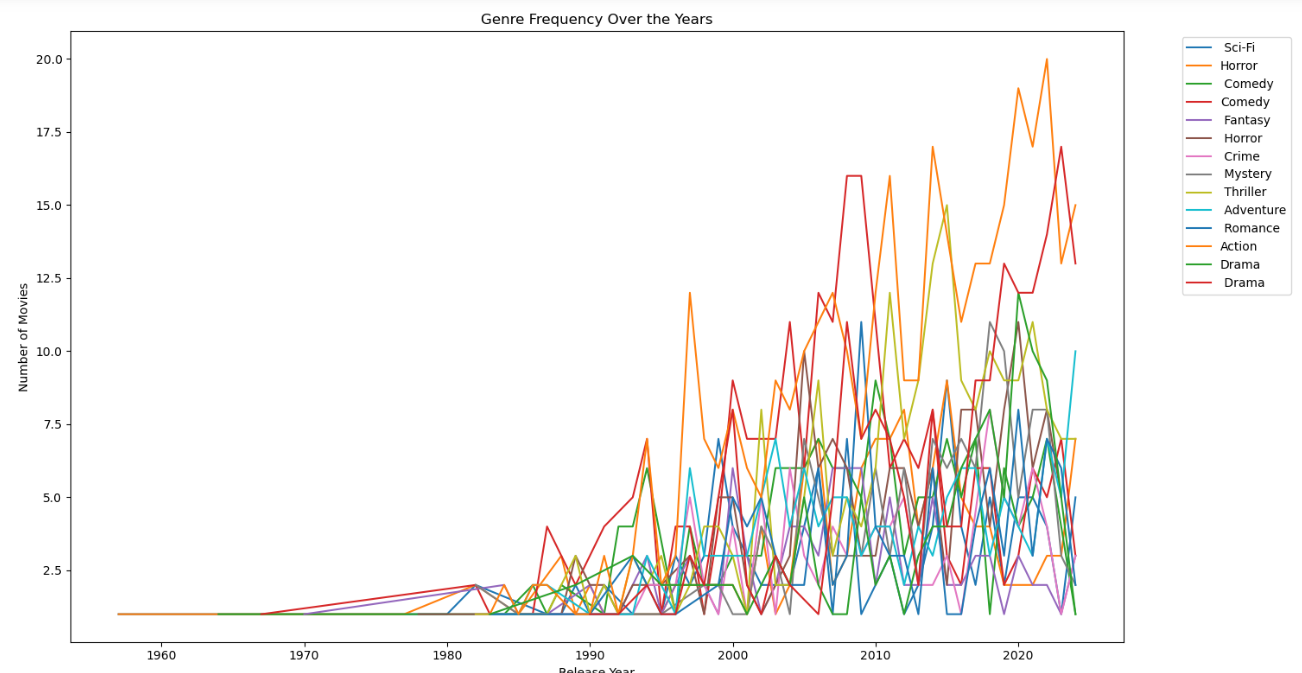 Genre Frequency Over the Years
20.0
17.5
15.0
12.5
10.0
7.5
5.0
2.5
Number of Movies
1960 1970 1980 1990 2000 2010 2020
Release Year
Sci-Fi
Horror
Comedy
Comedy
Fantasy
Horror
Crime
Mystery
Thriller
Adventure
Romance
Action
Drama
Drama